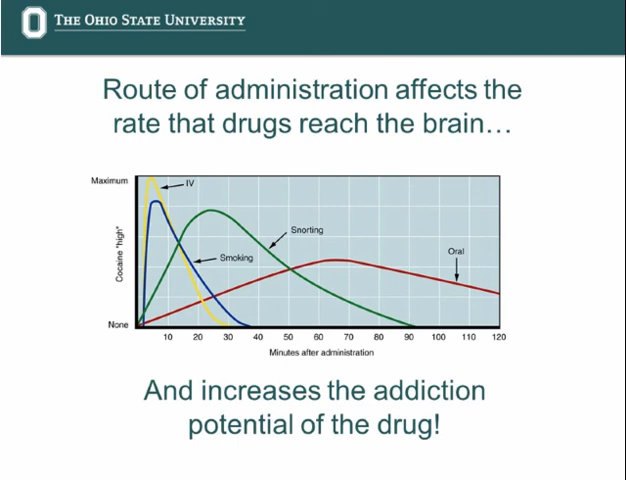 THE OHIO STATE UNIVERSITY
Route of administration affects the
rate that drugs reach the brain…
Maximum
IV
Snorting
Smoking
Oral
Cocaine "high"
None
10 20 30 40 50 60 70 80 90 100 110 120
Minutes after administration
And increases the addiction
potential of the drug!